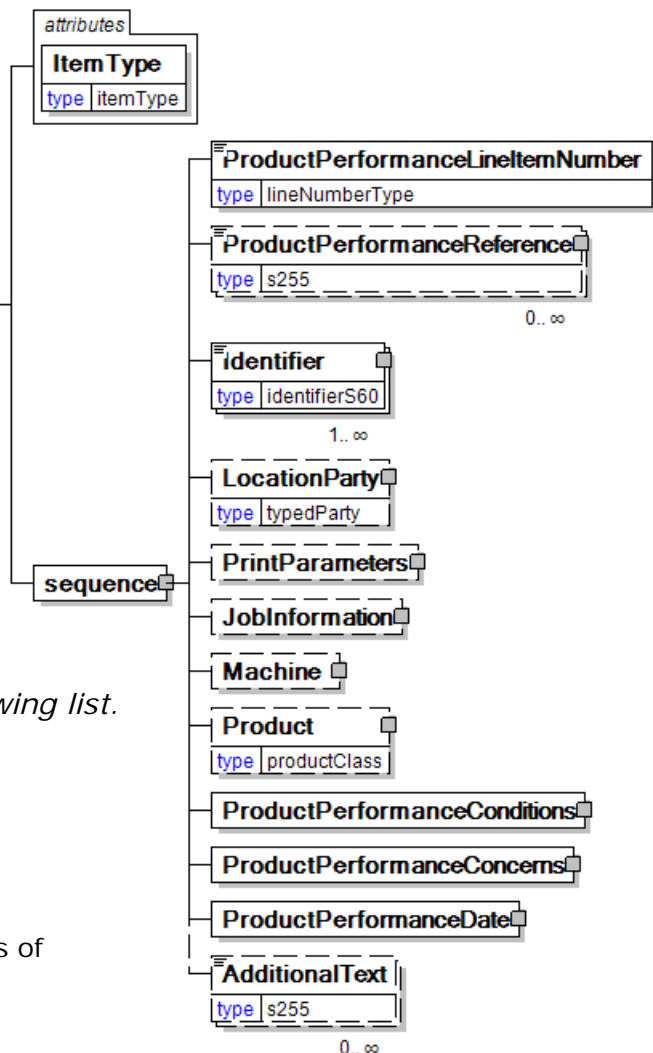 attributes
ItemType
type itemType
ProductPerformanceLineItemNumber
type lineNumberType
ProductPerformanceReference
type s255
0.. ∞
Identifier
type identifierS60
1.. ∞
LocationParty
type typedParty
PrintParameters
sequence
JobInformation
Machine
wing list.
Product
type productClass
ProductPerformanceConditions
ProductPerformanceConcerns
ProductPerformanceDate
s of
AdditionalText
type s255
0.. ∞